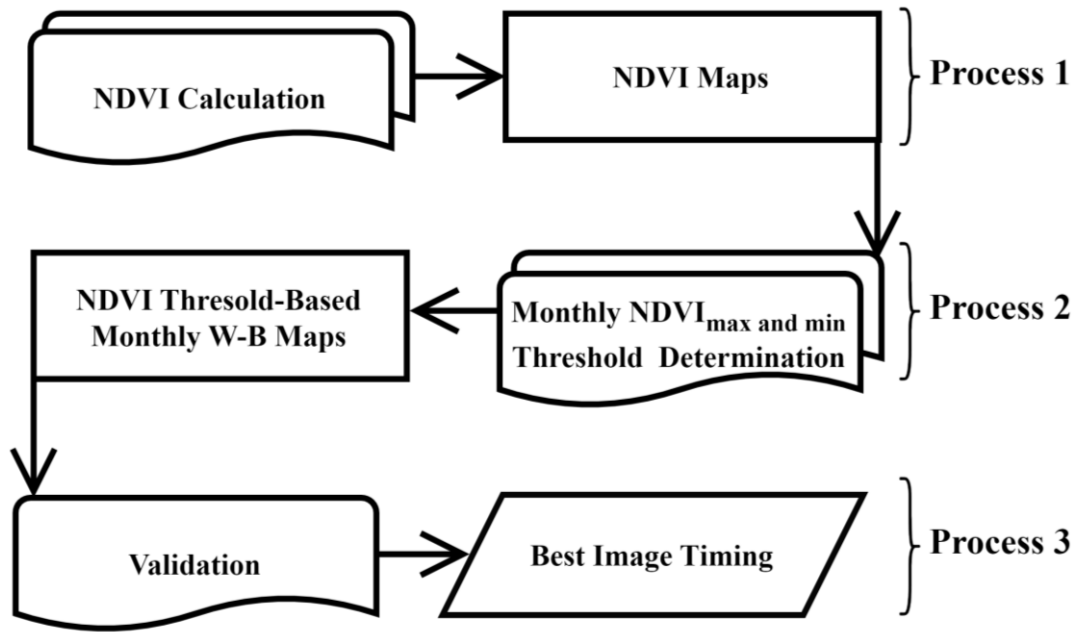 NDVI Calculation
NDVI Maps
Process 1
NDVI Thresold-Based
Monthly W-B Maps
Monthly NDVImax and min
Threshold Determination
Process 2
Validation
Best Image Timing
Process 3